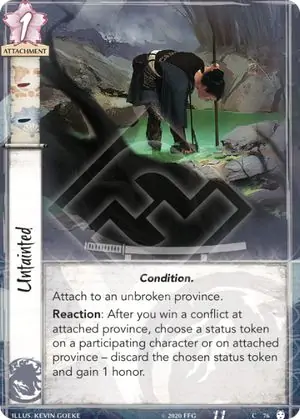 1
ATTACHMENT
Untainted
Condition.
Attach to an unbroken province.
Reaction: After you win a conflict at
attached province, choose a status token
on a participating character or on attached
province – discard the chosen status token
and gain 1 honor.
ILLUS. KEVIN GOEKE
© 2020 FFG
11
C 76